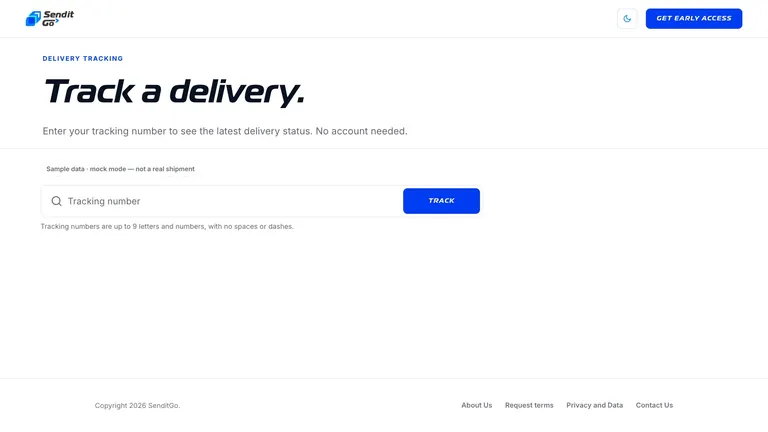 Sendit
Go
GET EARLY ACCESS
DELIVERY TRACKING
Track a delivery.
Enter your tracking number to see the latest delivery status. No account needed.
Sample data · mock mode — not a real shipment
Tracking number
TRACK
Tracking numbers are up to 9 letters and numbers, with no spaces or dashes.
Copyright 2026 SenditGo.
About Us
Request terms
Privacy and Data
Contact Us